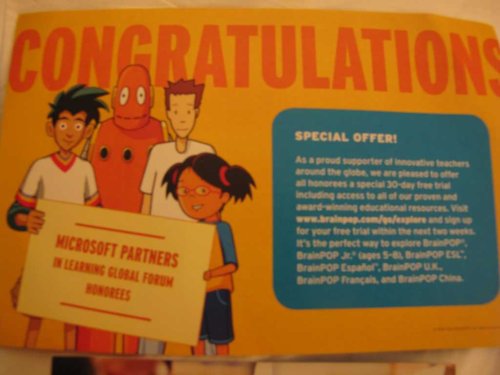 CONGRATULATIONS
SPECIAL OFFER!
As a proud supporter of innovative teachers
around the globe, we are pleased to offer
all honorees a special 30-day free trial
including access to all of our proven and
award-winning educational resources. Visit
www.brainpop.com/go/explore and sign up
for your free trial within the next two weeks.
It's the perfect way to explore BrainPOP®,
BrainPOP Jr.® (ages 5-8), BrainPOP ESL™,
BrainPOP Español™, BrainPOP U.K.,
BrainPOP Français, and BrainPOP China.
MICROSOFT PARTNERS
IN LEARNING GLOBAL FORUM
HONOREES